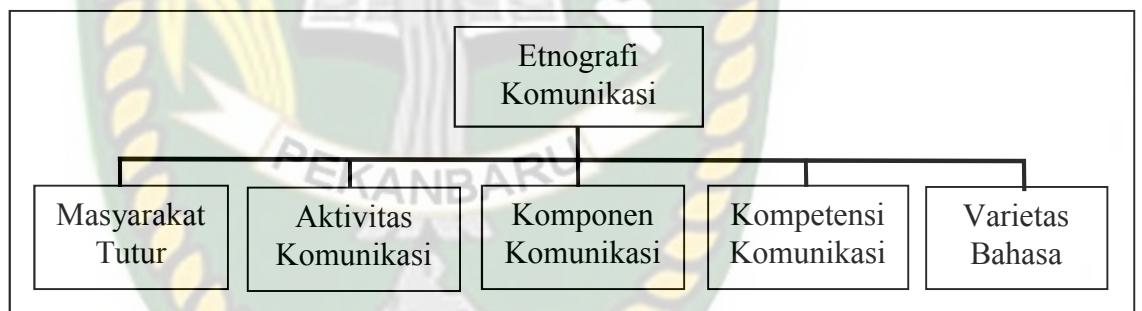 Etnografi
Komunikasi
PEKANBARU
Masyarakat
Tutur
Aktivitas
Komunikasi
Komponen
Komunikasi
Kompetensi
Komunikasi
Varietas
Bahasa